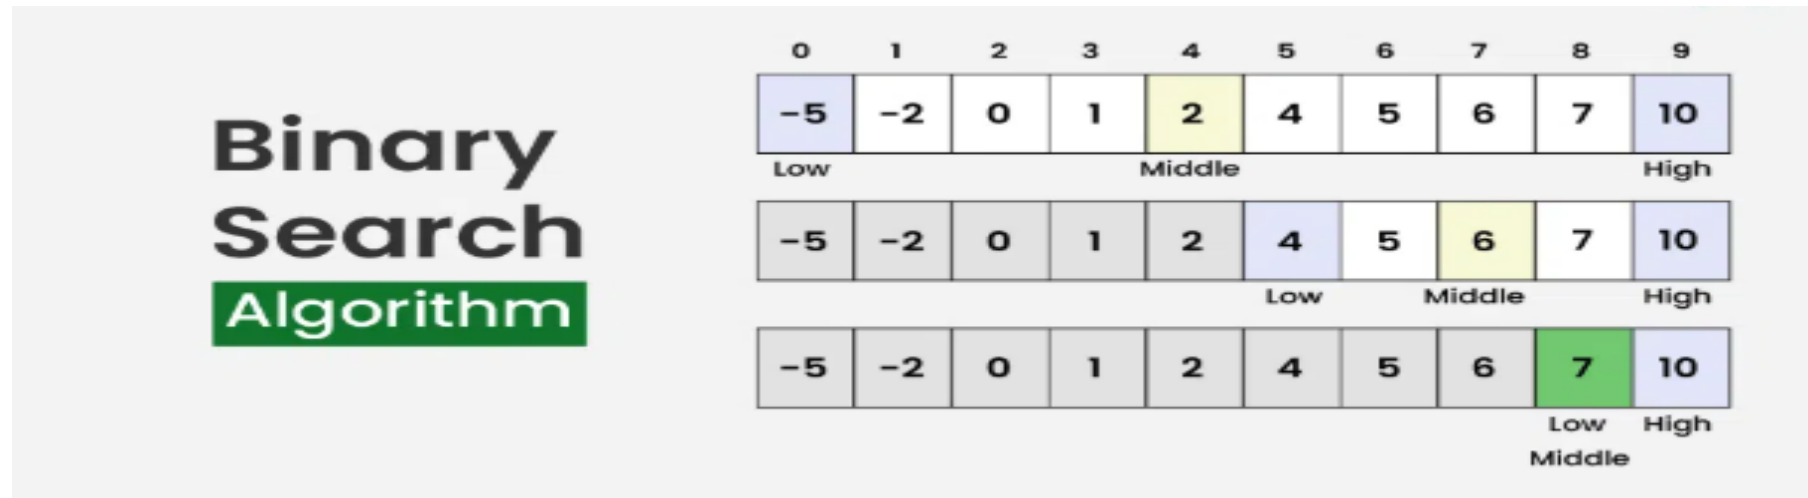 Binary
Search
Algorithm
0 1 2 3 4 5 6 7 8 9
-5 -2 0 1 2 4 5 6 7 10
Low Middle High
-5 -2 0 1 2 4 5 6 7 10
Low Middle High
-5 -2 0 1 2 4 5 6 7 10
Low High
Middle